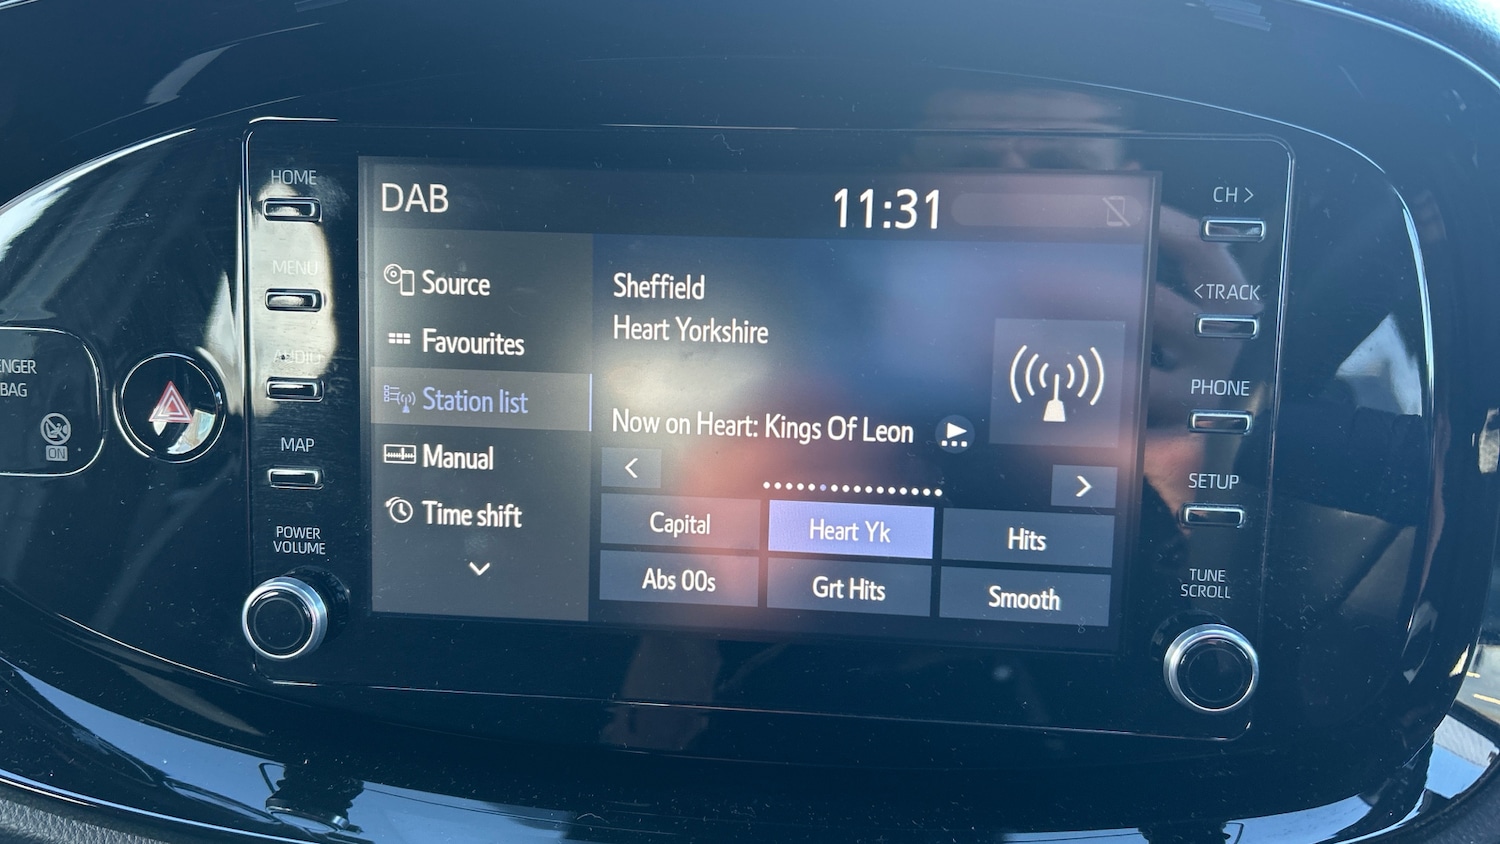 HOME
MENU
AUDIO
MAP
POWER
VOLUME
ENGER
BAG
ON
DAB
11:31
Source
Favourites
Station list
Manual
Time shift
Sheffield
Heart Yorkshire
Now on Heart: Kings Of Leon
<
>
Capital
Heart Yk
Hits
Abs 00s
Grt Hits
Smooth
CH >
<TRACK
PHONE
SETUP
TUNE
SCROLL